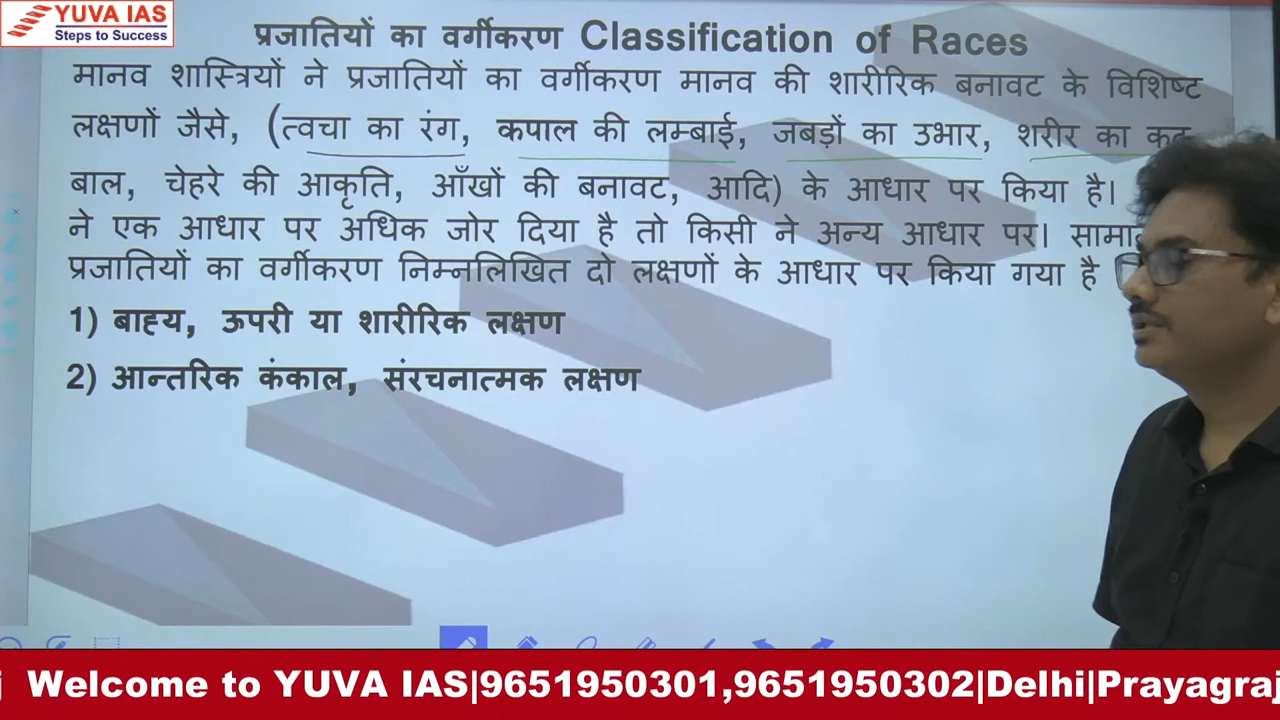 YUVA IAS
Steps to Success
प्रजातियों का वर्गीकरण Classification of Races
मानव शास्त्रियों ने प्रजातियों का वर्गीकरण मानव की शारीरिक बनावट के विशिष्ट
लक्षणों जैसे, (त्वचा का रंग, कपाल की लम्बाई, जबड़ों का उभार, शरीर का कद
बाल, चेहरे की आकृति, आँखों की बनावट, आदि) के आधार पर किया है।
ने एक आधार पर अधिक जोर दिया है तो किसी ने अन्य आधार पर।
प्रजातियों का वर्गीकरण निम्नलिखित दो लक्षणों के आधार पर किया गया है
1) बाह्य, ऊपरी या शारीरिक लक्षण
2) आन्तरिक कंकाल, संरचनात्मक लक्षण
Welcome to YUVA IAS|9651950301,9651950302|Delhi|Prayagraj